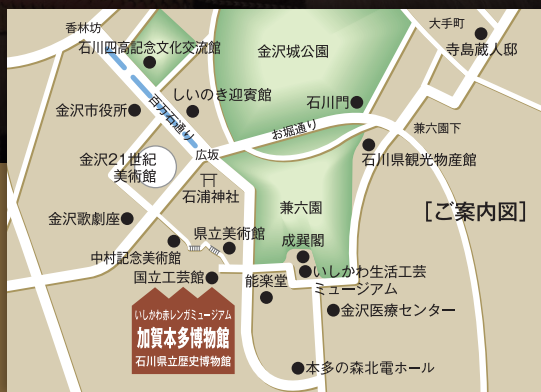 香林坊
大手町
石川四高記念文化交流館
金沢城公園
寺島蔵人邸
しいのき迎賓館
石川門
金沢市役所
百万石通り
お堀通り
兼六園下
広坂
金沢21世紀
美術館
石川県観光物産館
石浦神社
兼六園
[ご案内図]
金沢歌劇座
県立美術館
成巽閣
中村記念美術館
国立工芸館
能楽堂
いしかわ生活工芸
ミュージアム
いしかわ赤レンガミュージアム
加賀本多博物館
石川県立歴史博物館
金沢医療センター
本多の森北電ホール